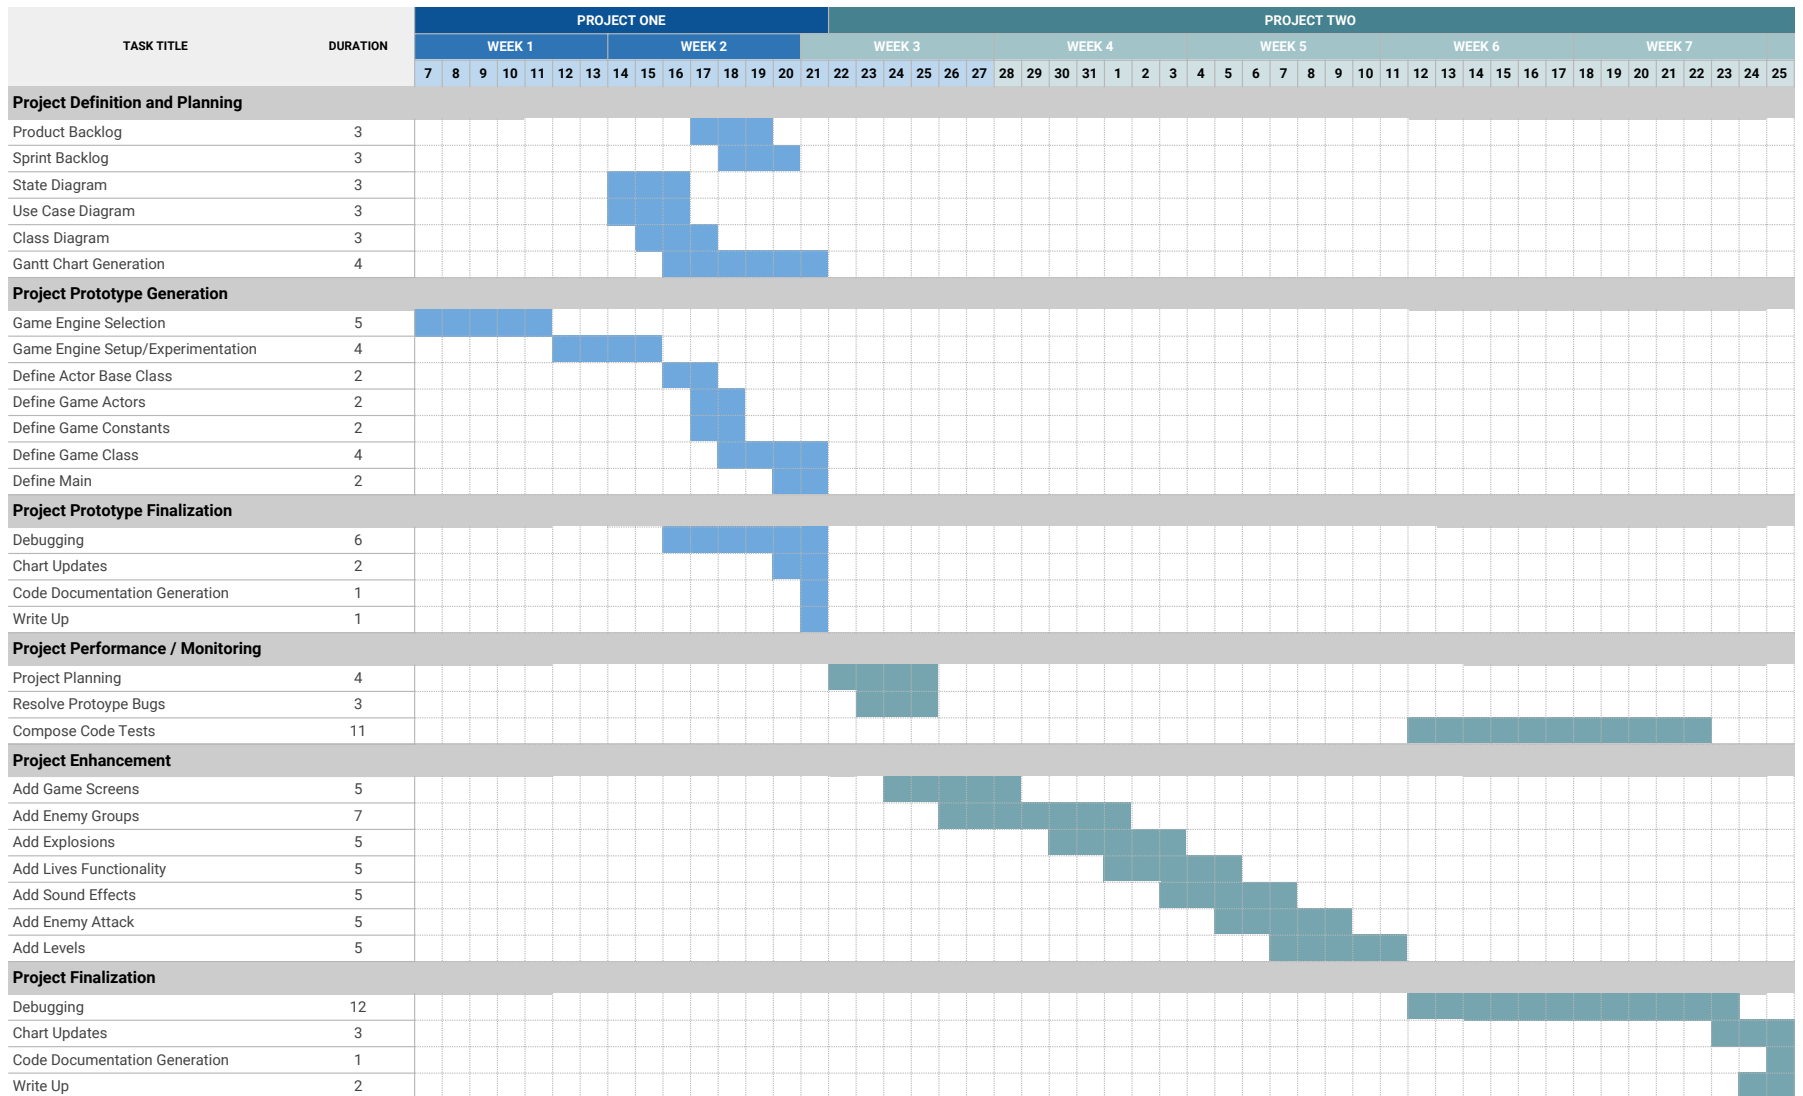 PROJECT ONE PROJECT TWO
TASK TITLE DURATION WEEK 1 WEEK 2 WEEK 3 WEEK 4 WEEK 5 WEEK 6 WEEK 7
7 8 9 10 11 12 13 14 15 16 17 18 19 20 21 22 23 24 25 26 27 28 29 30 31 1 2 3 4 5 6 7 8 9 10 11 12 13 14 15 16 17 18 19 20 21 22 23 24 25
Project Definition and Planning
Product Backlog 3
Sprint Backlog 3
State Diagram 3
Use Case Diagram 3
Class Diagram 3
Gantt Chart Generation 4
Project Prototype Generation
Game Engine Selection 5
Game Engine Setup/Experimentation 4
Define Actor Base Class 2
Define Game Actors 2
Define Game Constants 2
Define Game Class 4
Define Main 2
Project Prototype Finalization
Debugging 6
Chart Updates 2
Code Documentation Generation 1
Write Up 1
Project Performance / Monitoring
Project Planning 4
Resolve Protoype Bugs 3
Compose Code Tests 11
Project Enhancement
Add Game Screens 5
Add Enemy Groups 7
Add Explosions 5
Add Lives Functionality 5
Add Sound Effects 5
Add Enemy Attack 5
Add Levels 5
Project Finalization
Debugging 12
Chart Updates 3
Code Documentation Generation 1
Write Up 2